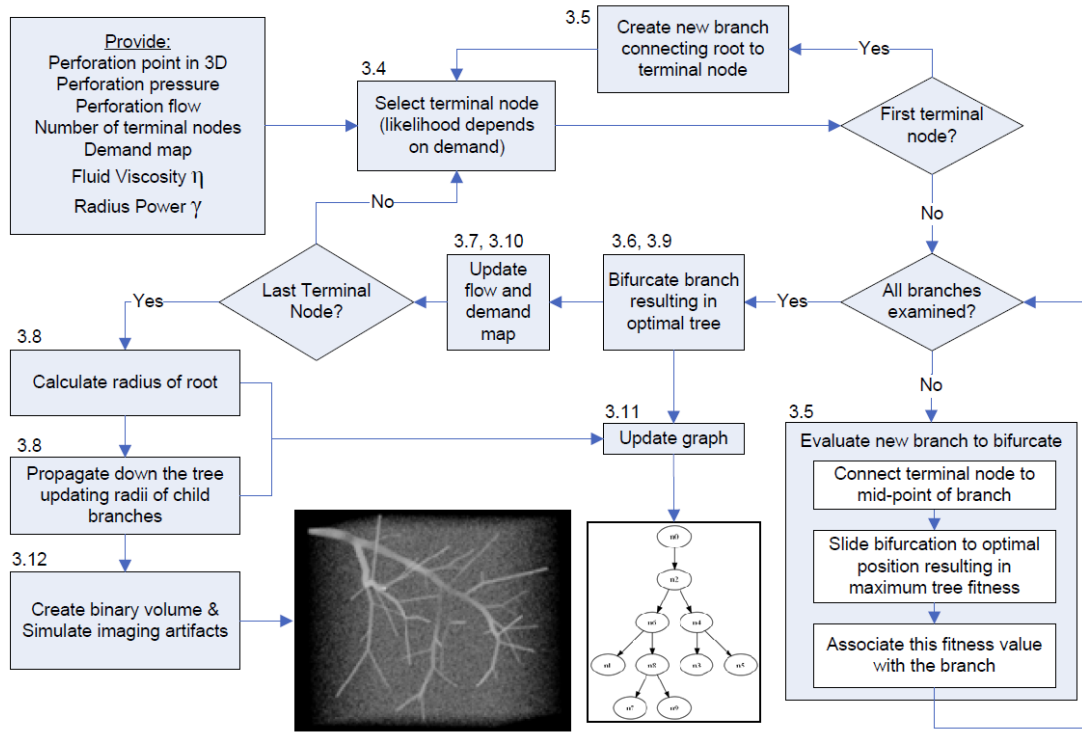 Provide:
Perforation point in 3D
Perforation pressure
Perforation flow
Number of terminal nodes
Demand map
Fluid Viscosity η
Radius Power γ
3.4
Select terminal node
(likelihood depends
on demand)
3.5
Create new branch
connecting root to
terminal node
Yes
First terminal
node?
No
All branches
examined?
Yes
No
3.6, 3.9
Bifurcate branch
resulting in
optimal tree
3.7, 3.10
Update
flow and
demand
map
Last Terminal
Node?
No
Yes
3.8
Calculate radius of root
3.8
Propagate down the tree
updating radii of child
branches
3.12
Create binary volume &
Simulate imaging artifacts
3.11
Update graph
n0
n2
n6
n4
n1
n8
n3
n5
n7
n9
3.5
Evaluate new branch to bifurcate
Connect terminal node to
mid-point of branch
Slide bifurcation to optimal
position resulting in
maximum tree fitness
Associate this fitness value
with the branch